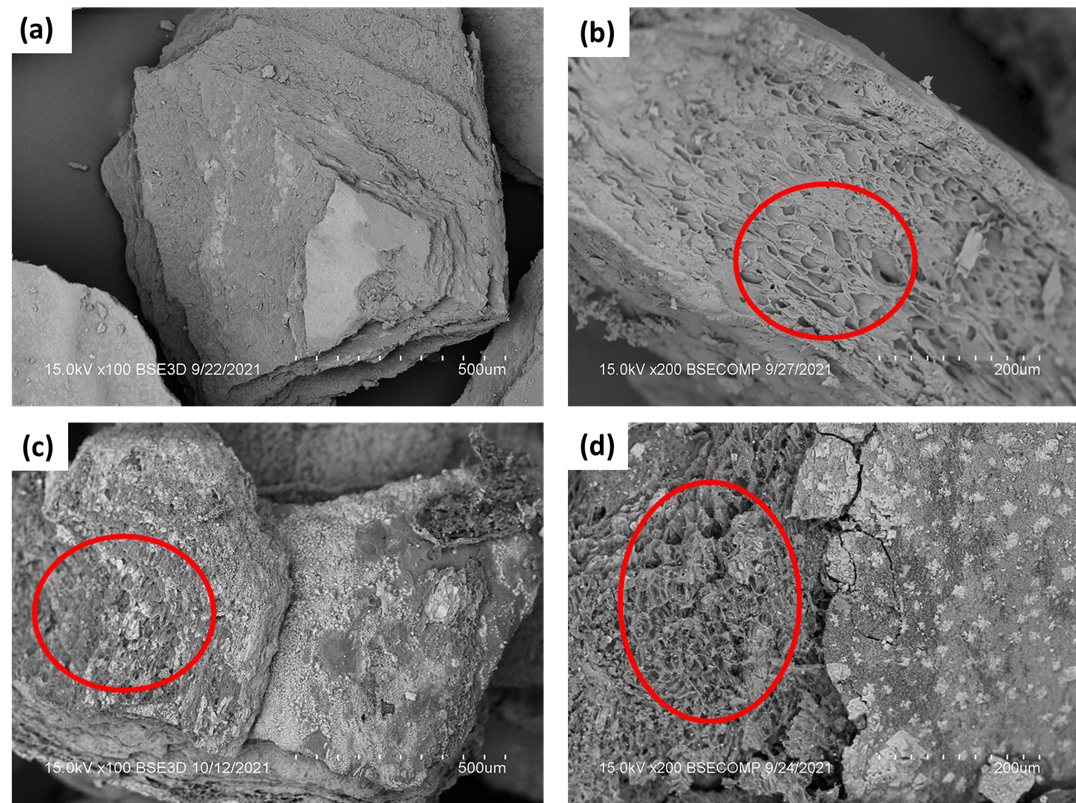 (a)
15.0kV x100 BSE3D 9/22/2021
500um
(b)
15.0kV x200 BSECOMP 9/27/2021
200um
(c)
15.0kV x100 BSE3D 10/12/2021
500um
(d)
15.0kV x200 BSECOMP 9/24/2021
200um